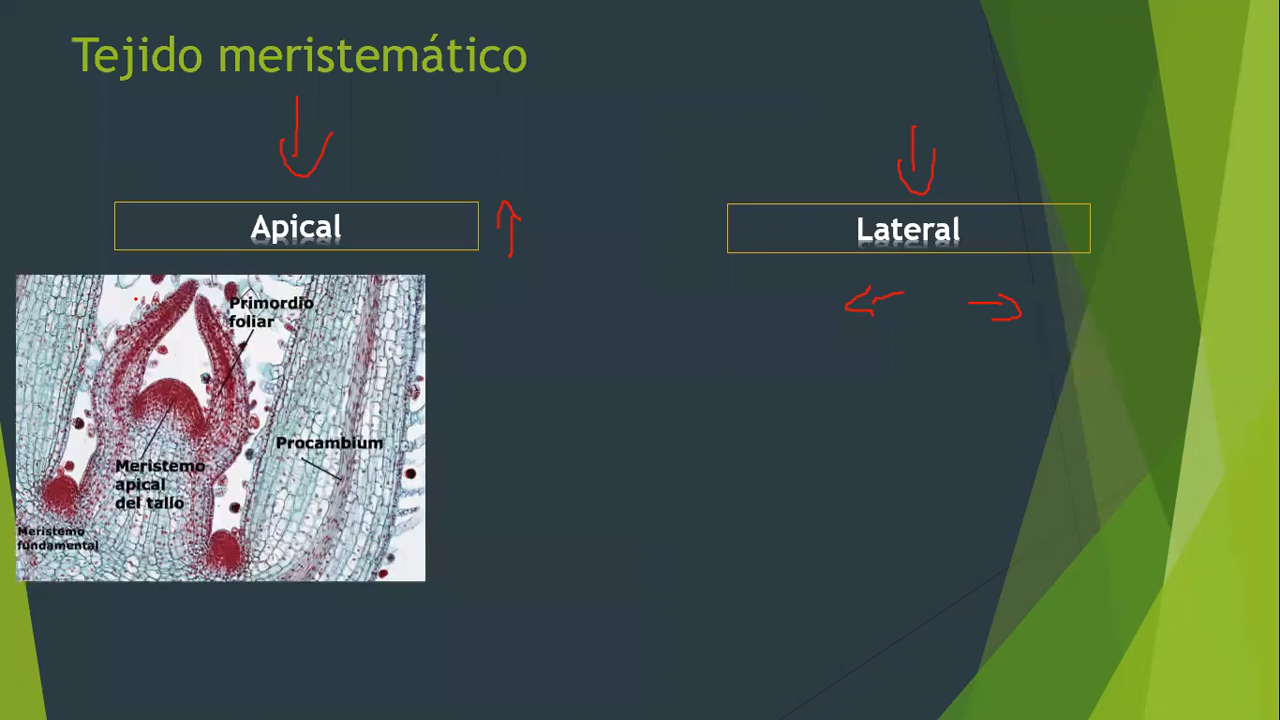 Tejido meristemático
Apical
Lateral
Primordio
foliar
Procambium
Meristemo
apical
del tallo
Meristemo
fundamental